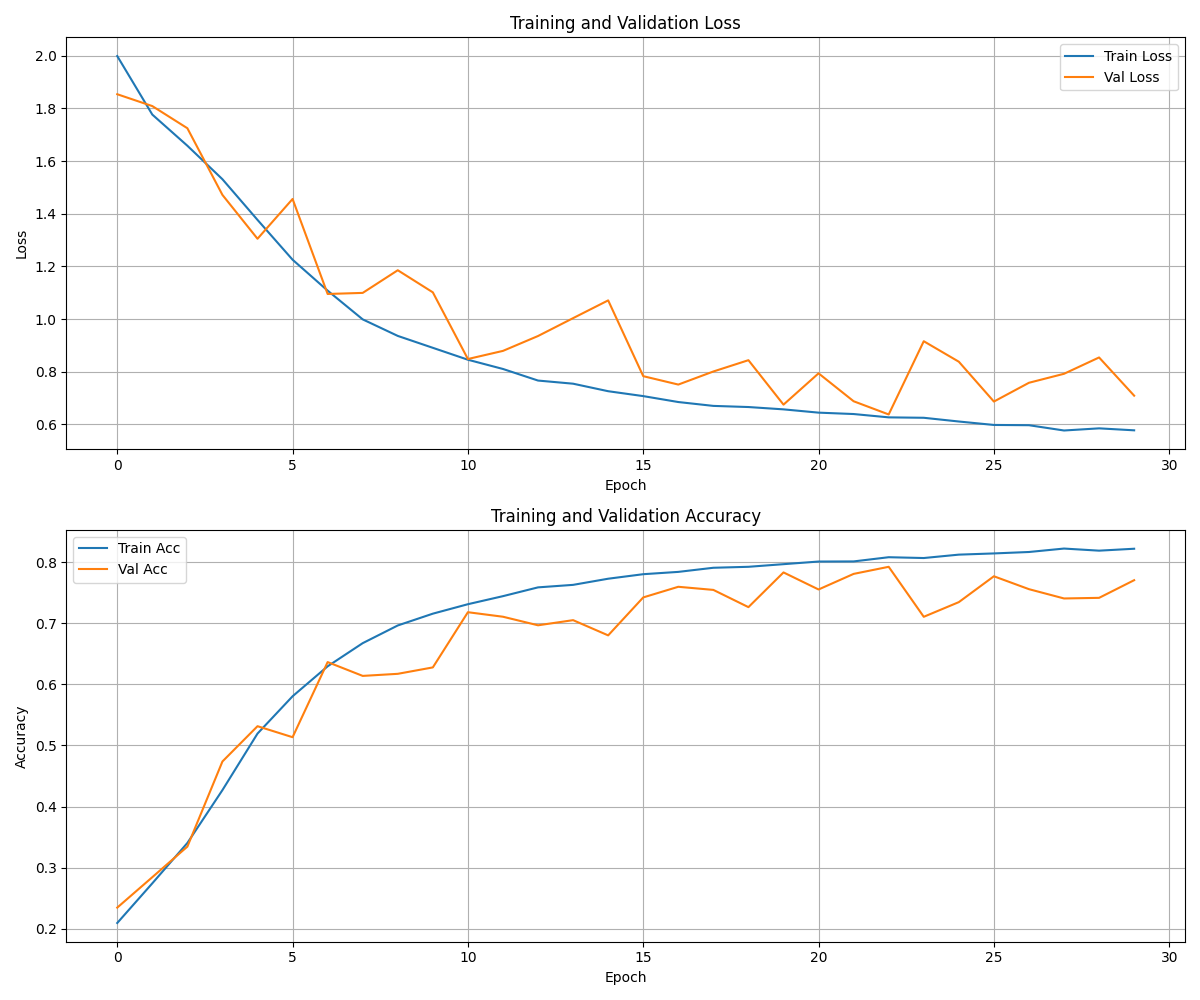 Training and Validation Loss
2.0
1.8
1.6
1.4
1.2
1.0
0.8
0.6
Loss
Train Loss
Val Loss
0 5 10 15 20 25 30
Epoch
Training and Validation Accuracy
0.8
0.7
0.6
0.5
0.4
0.3
0.2
Accuracy
Train Acc
Val Acc
0 5 10 15 20 25 30
Epoch